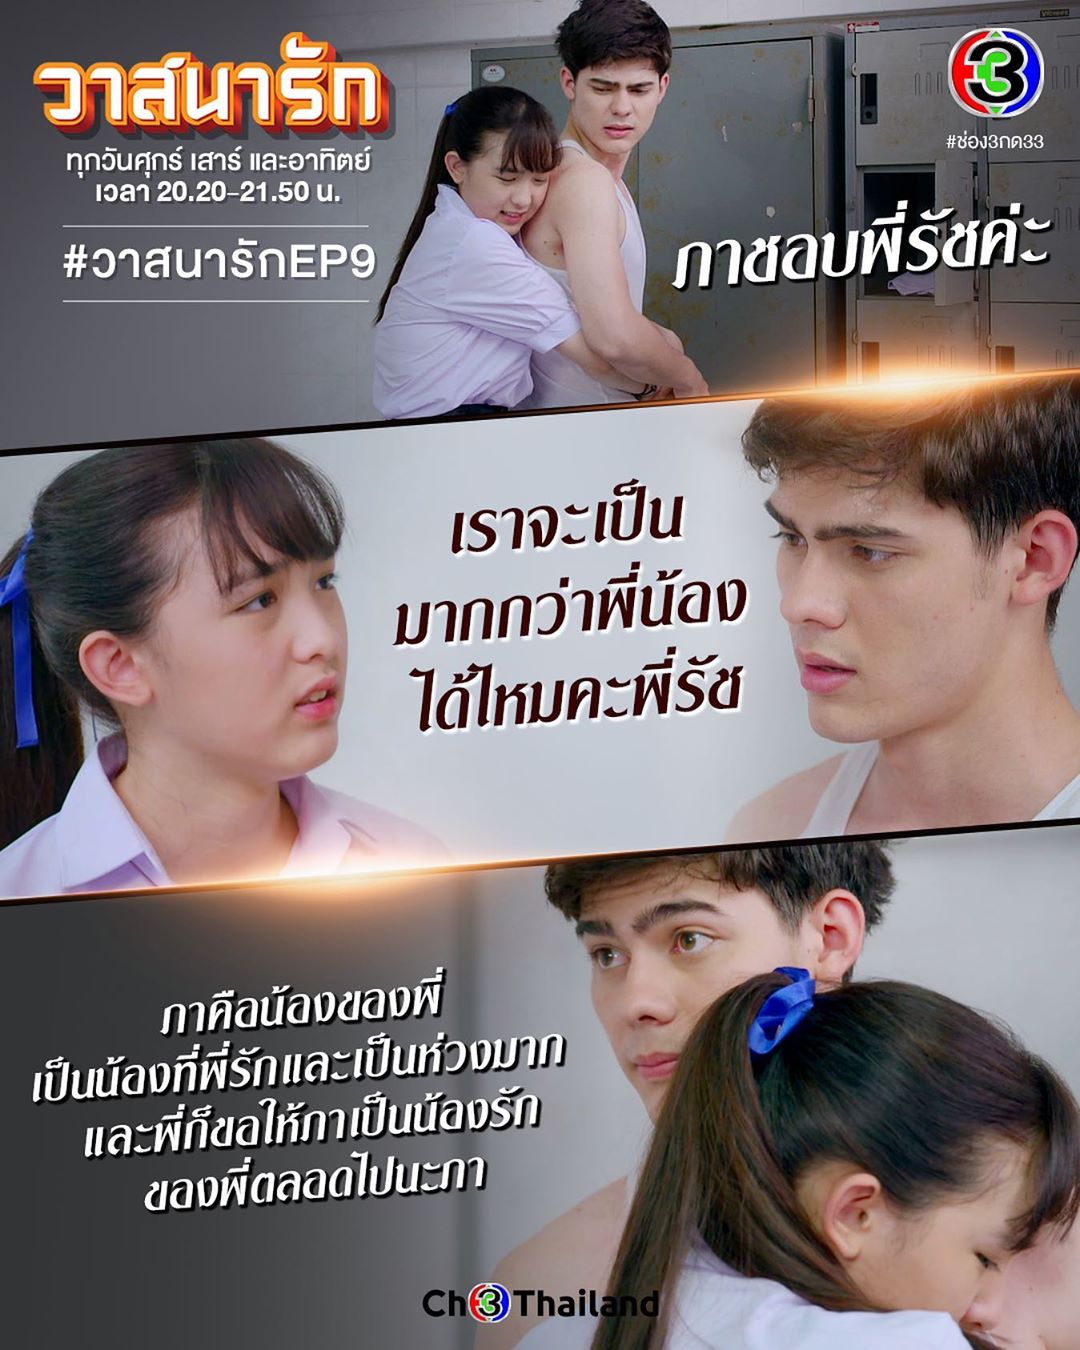 วาสนารัก
ทุกวันศุกร์ เสาร์ และอาทิตย์
เวลา 20.20-21.50 น.
#วาสนารักEP9
3
#ช่อง3กด33
ภาชอบพี่รัชค่ะ
เราจะเป็น
มากกว่าพี่น้อง
ได้ไหมคะพี่รัช
ภาคือน้องของพี่
เป็นน้องที่พี่รักและเป็นห่วงมาก
และพี่ก็ขอให้ภาเป็นน้องรัก
ของพี่ตลอดไปนะภา
Ch3Thailand